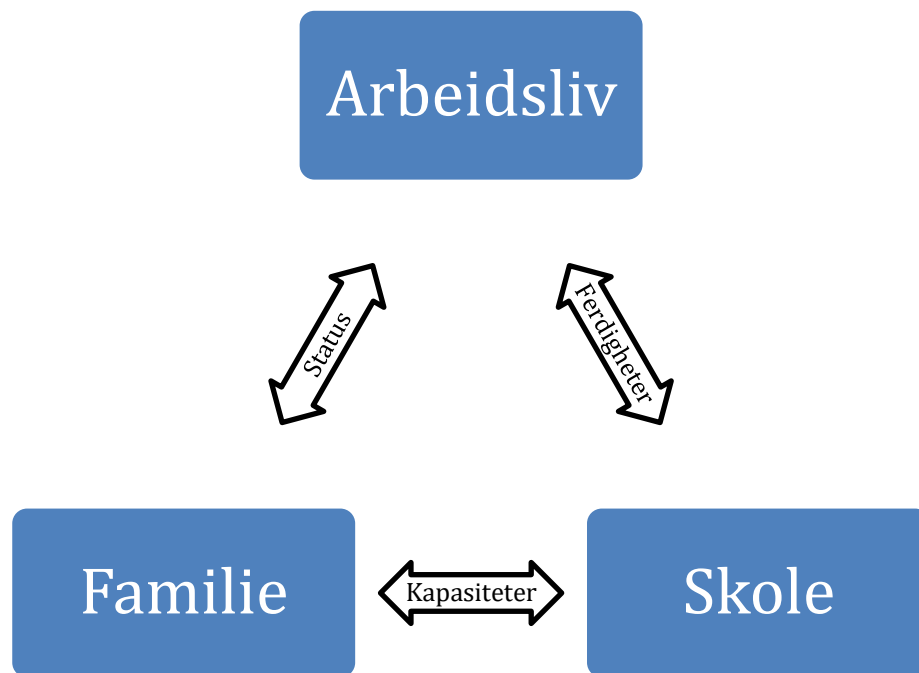 Arbeidsliv
Status
Ferdigheter
Familie
Kapasiteter
Skole